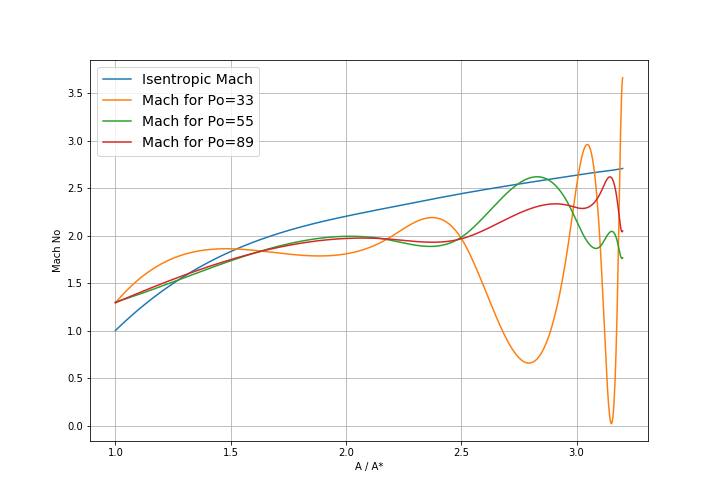 Isentropic Mach
Mach for Po=33
Mach for Po=55
Mach for Po=89
3.5
3.0
2.5
2.0
1.5
1.0
0.5
0.0
Mach No
1.0 1.5 2.0 2.5 3.0
A / A*